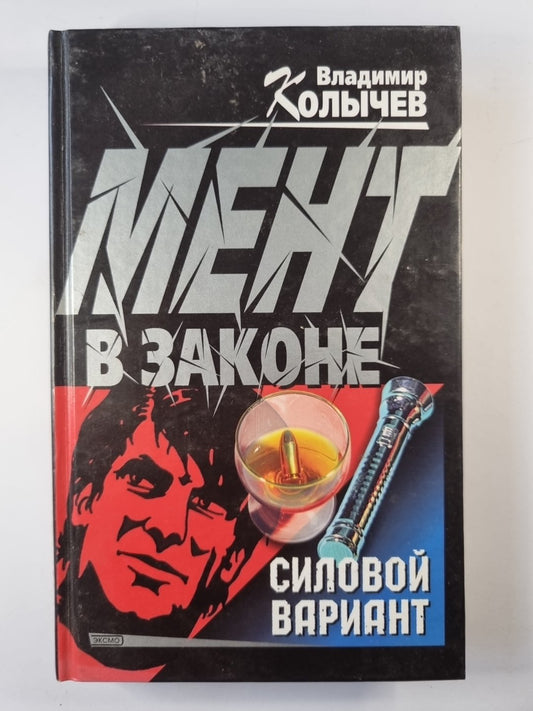 Владимир
Колычев
МЕНТ
В ЗАКОНЕ
СИЛОВОЙ
ВАРИАНТ
ЭКСМО